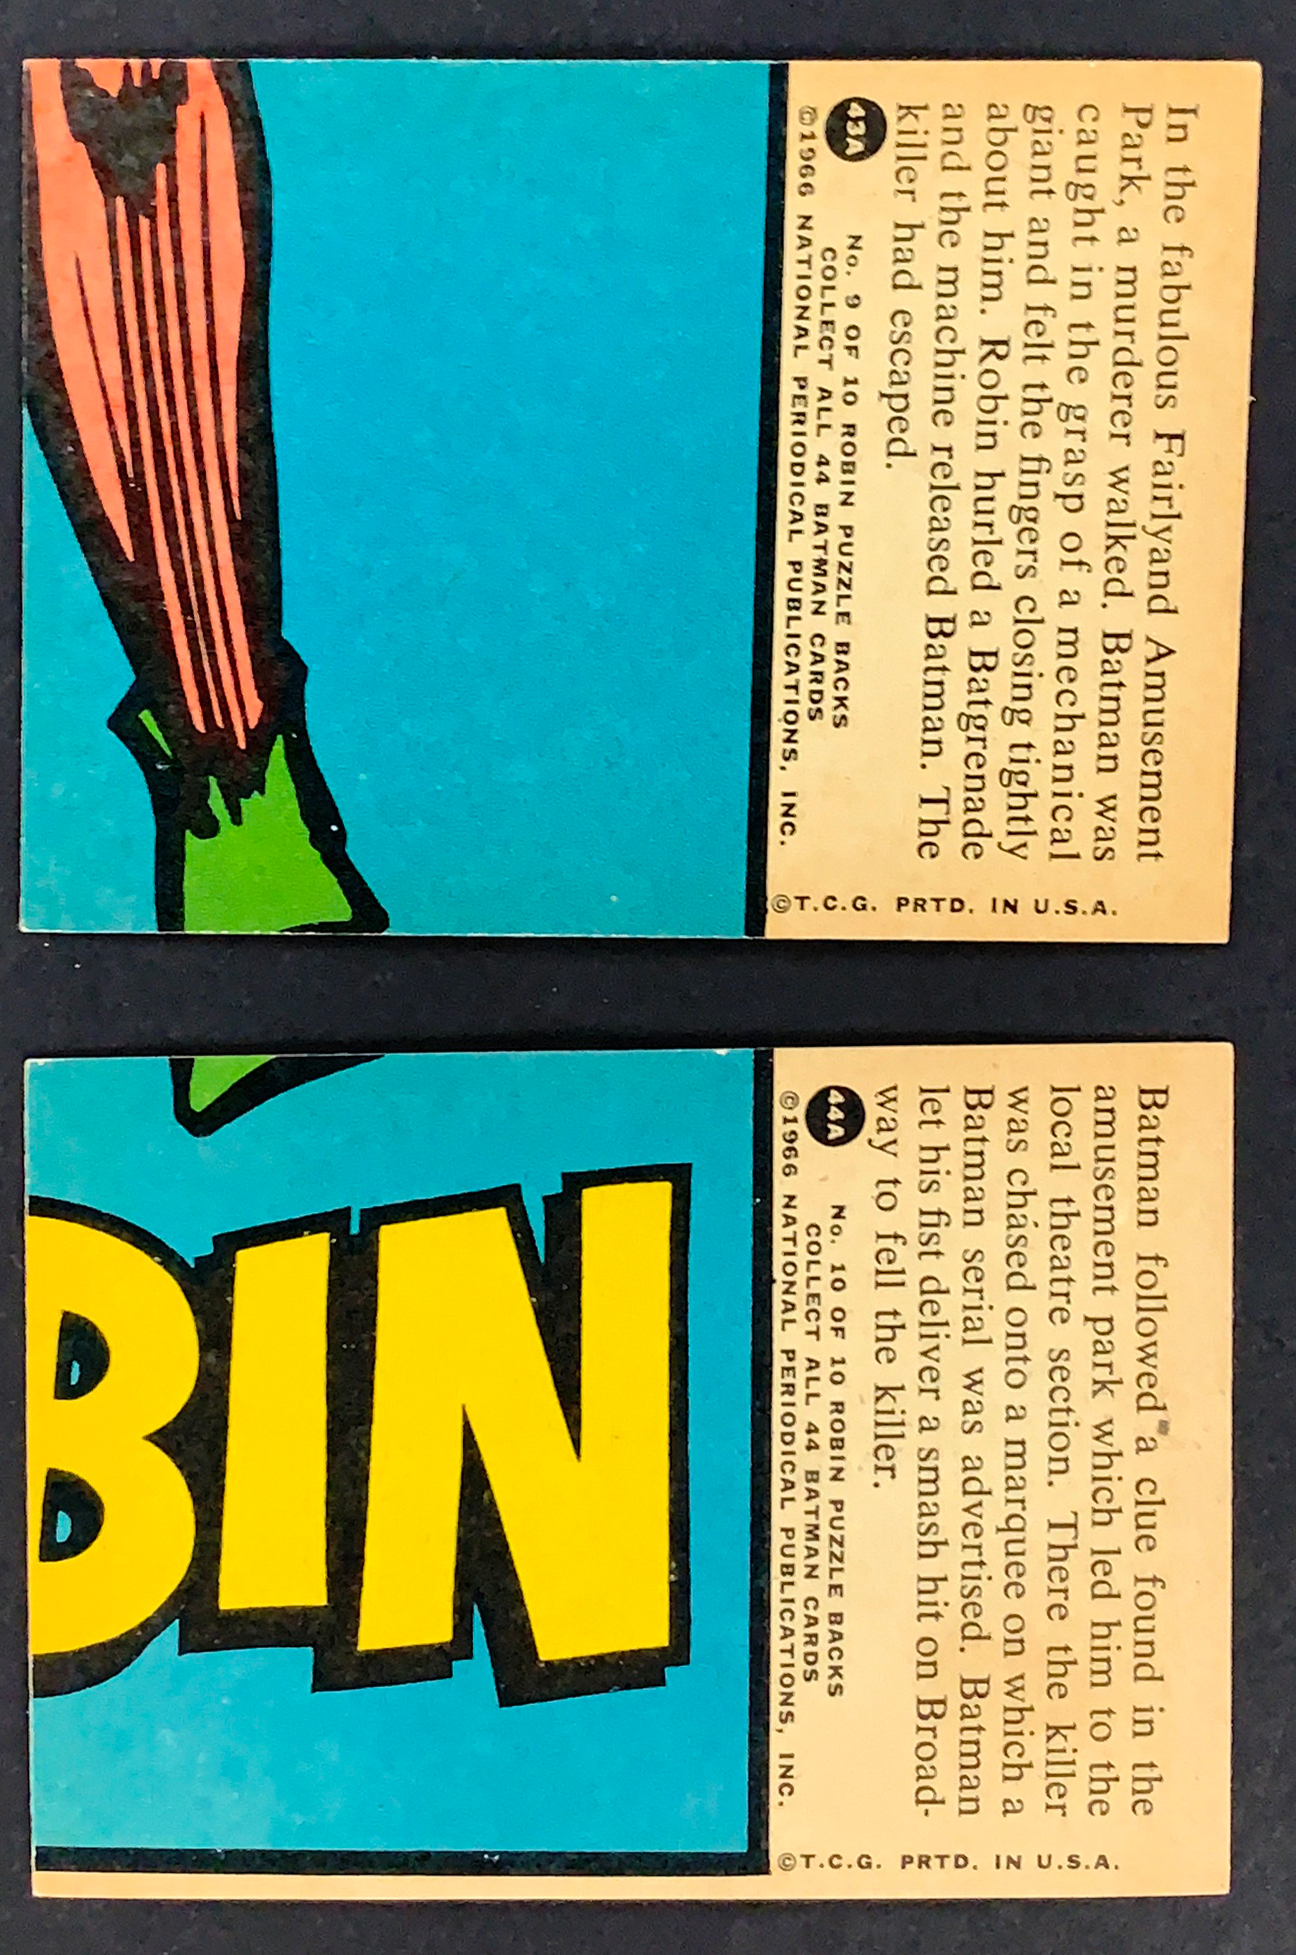 In the fabulous Fairlyand Amusement
Park, a murderer walked. Batman was
caught in the grasp of a mechanical
giant and felt the fingers closing tightly
about him. Robin hurled a Batgrenade
and the machine released Batman. The
killer had escaped.
43A
No. 9 OF 10 ROBIN PUZZLE BACKS
COLLECT ALL 44 BATMAN CARDS
©1966 NATIONAL PERIODICAL PUBLICATIONS, INC.
©T.C.G. PRTD. IN U.S.A.
Batman followed a clue found in the
amusement park which led him to the
local theatre section. There the killer
was chased onto a marquee on which a
Batman serial was advertised. Batman
let his fist deliver a smash hit on Broad-
way to fell the killer.
44A
No. 10 OF 10 ROBIN PUZZLE BACKS
COLLECT ALL 44 BATMAN CARDS
©1966 NATIONAL PERIODICAL PUBLICATIONS, INC.
©T.C.G. PRTD. IN U.S.A.
BIN